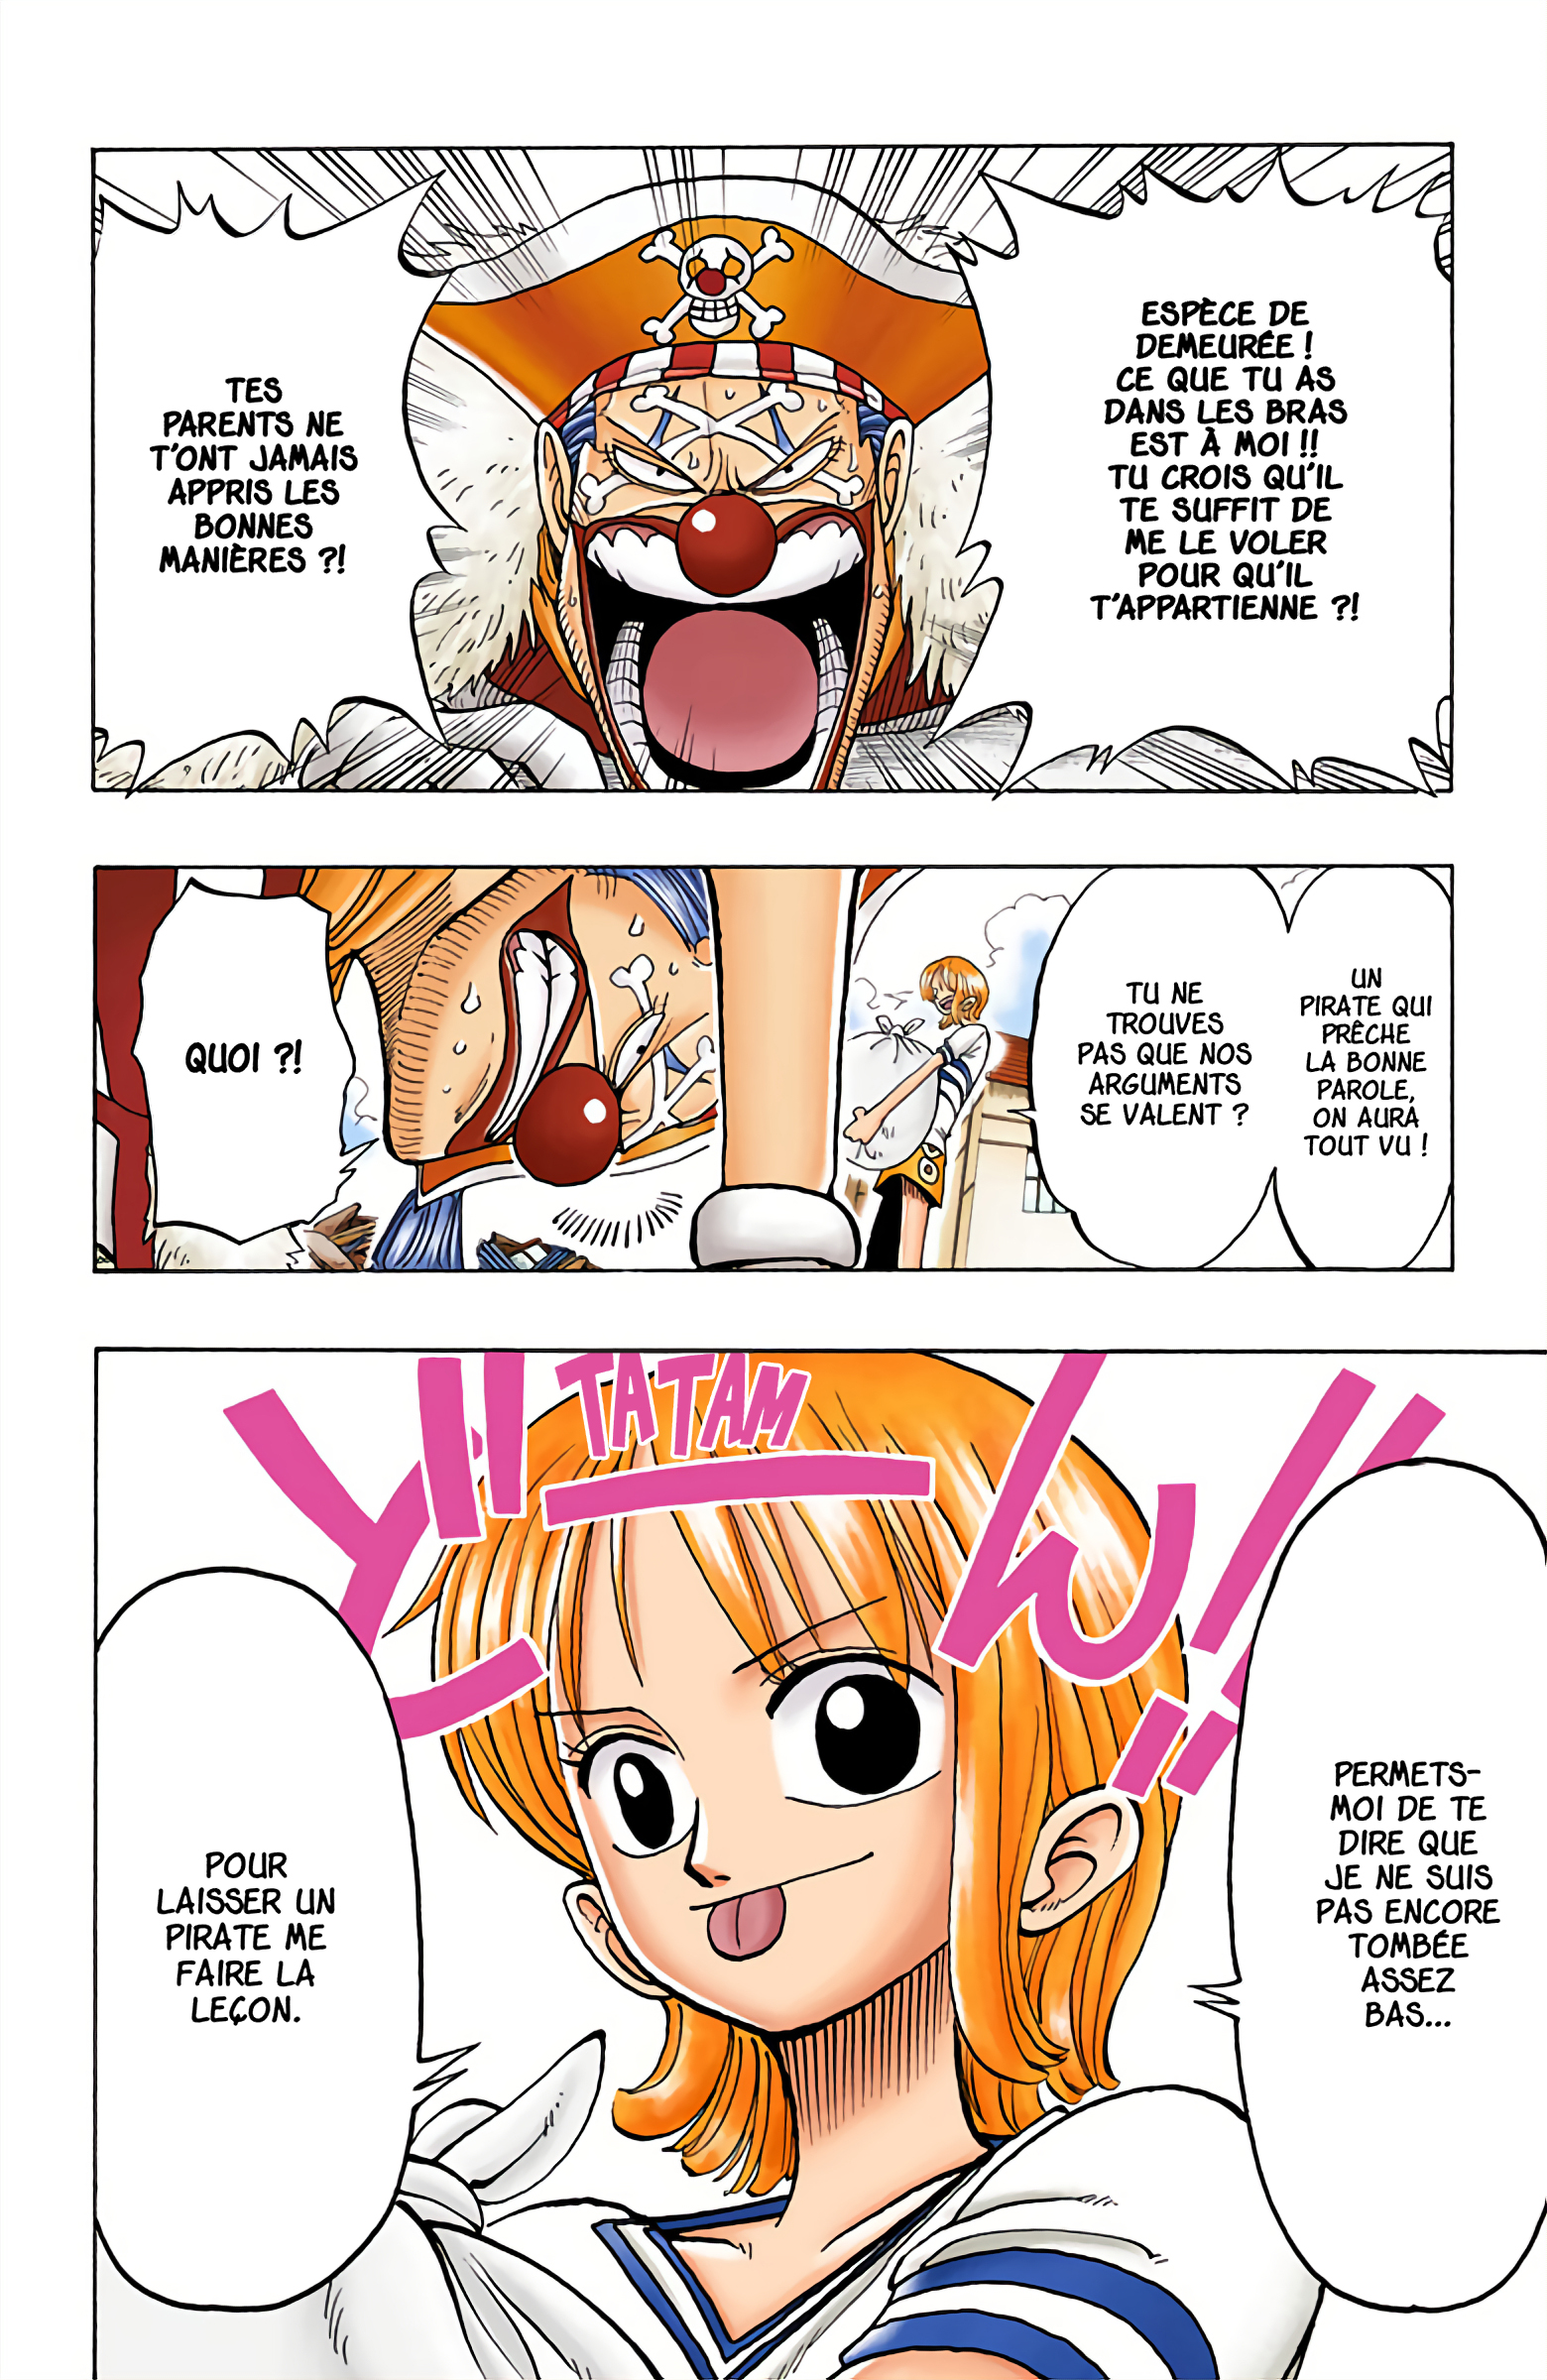 ESPÈCE DE
DEMEURÉE !
CE QUE TU AS
DANS LES BRAS
EST À MOI !!
TU CROIS QU'IL
TE SUFFIT DE
ME LE VOLER
POUR QU'IL
T'APPARTIENNE ?!
TES
PARENTS NE
T'ONT JAMAIS
APPRIS LES
BONNES
MANIÈRES ?!
UN
PIRATE QUI
PRÊCHE
LA BONNE
PAROLE,
ON AURA
TOUT VU !
TU NE
TROUVES
PAS QUE NOS
ARGUMENTS
SE VALENT ?
QUOI ?!
TATAM
べーーん!!
PERMETS-
MOI DE TE
DIRE QUE
JE NE SUIS
PAS ENCORE
TOMBÉE
ASSEZ
BAS...
POUR
LAISSER UN
PIRATE ME
FAIRE LA
LEÇON.